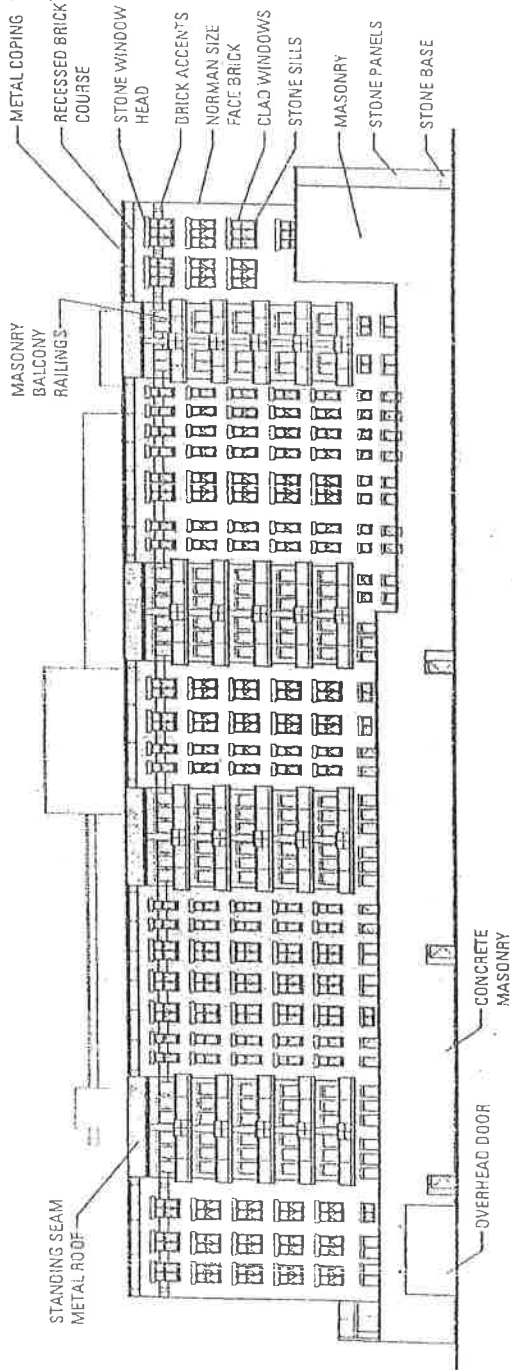 STANDING SEAM
METAL ROOF
MASONRY
BALCONY
RAILINGS
METAL COPING
RECESSED BRICK
COURSE
STONE WINDOW
HEAD
BRICK ACCENTS
NORMAN SIZE
FACE BRICK
CLAD WINDOWS
STONE SILLS
MASONRY
STONE PANELS
STONE BASE
OVERHEAD DOOR
CONCRETE
MASONRY